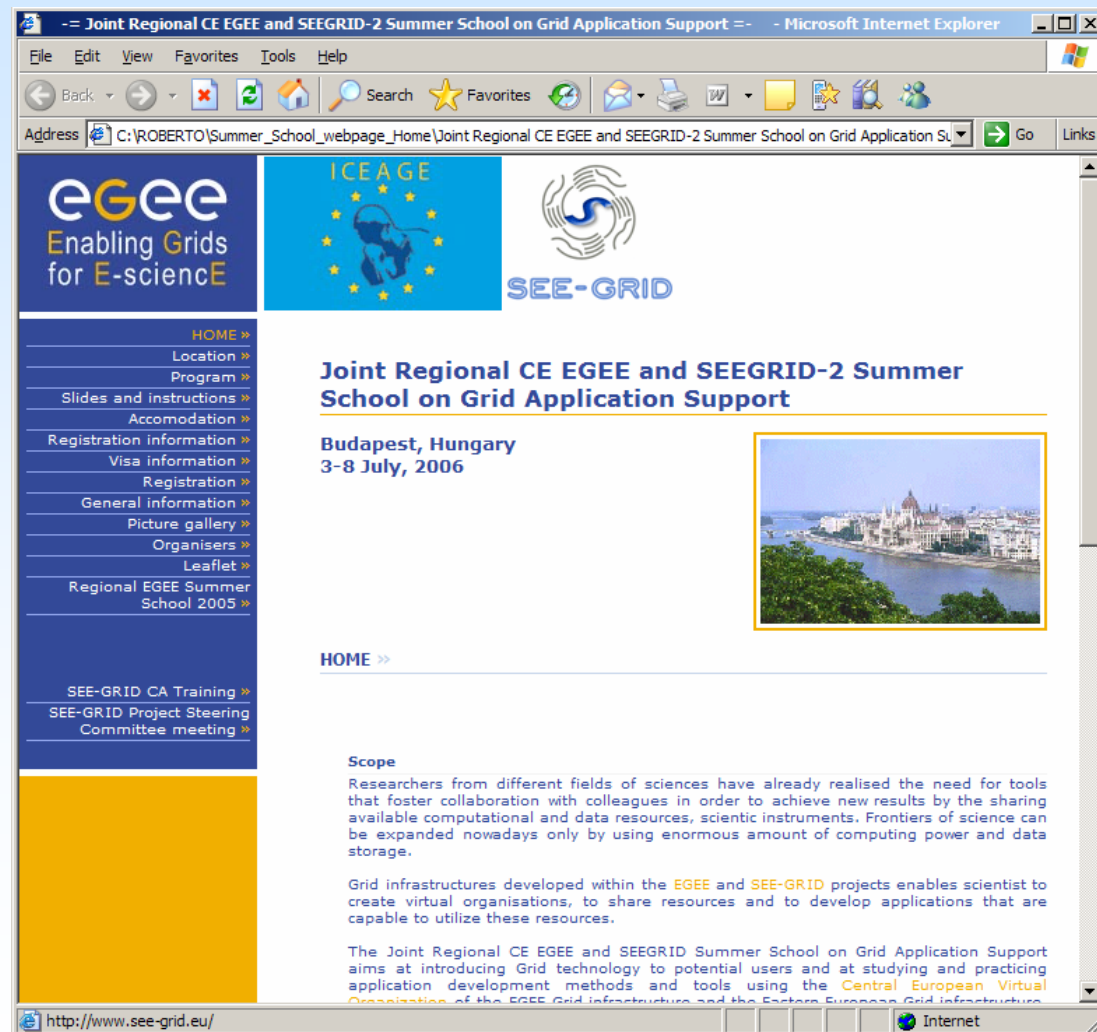 -= Joint Regional CE EGEE and SEEGRID-2 Summer School on Grid Application Support =- - Microsoft Internet Explorer
File Edit View Favorites Tools Help
Back Search Favorites
Address C:\ROBERTO\Summer_School_webpage_Home\Joint Regional CE EGEE and SEEGRID-2 Summer School on Grid Application Su Go Links
eGee
Enabling Grids
for E-sciencE
ICEAGE
SEE-GRID
HOME »
Location »
Program »
Slides and instructions »
Accomodation »
Registration information »
Visa information »
Registration »
General information »
Picture gallery »
Organisers »
Leaflet »
Regional EGEE Summer
School 2005 »
SEE-GRID CA Training »
SEE-GRID Project Steering
Committee meeting »
Joint Regional CE EGEE and SEEGRID-2 Summer
School on Grid Application Support
Budapest, Hungary
3-8 July, 2006
HOME »
Scope
Researchers from different fields of sciences have already realised the need for tools
that foster collaboration with colleagues in order to achieve new results by the sharing
available computational and data resources, scientic instruments. Frontiers of science can
be expanded nowadays only by using enormous amount of computing power and data
storage.
Grid infrastructures developed within the EGEE and SEE-GRID projects enables scientist to
create virtual organisations, to share resources and to develop applications that are
capable to utilize these resources.
The Joint Regional CE EGEE and SEEGRID Summer School on Grid Application Support
aims at introducing Grid technology to potential users and at studying and practicing
application development methods and tools using the Central European Virtual
Organization of the EGEE Grid infrastructure and the Eastern European Grid infrastructure
http://www.see-grid.eu/ Internet